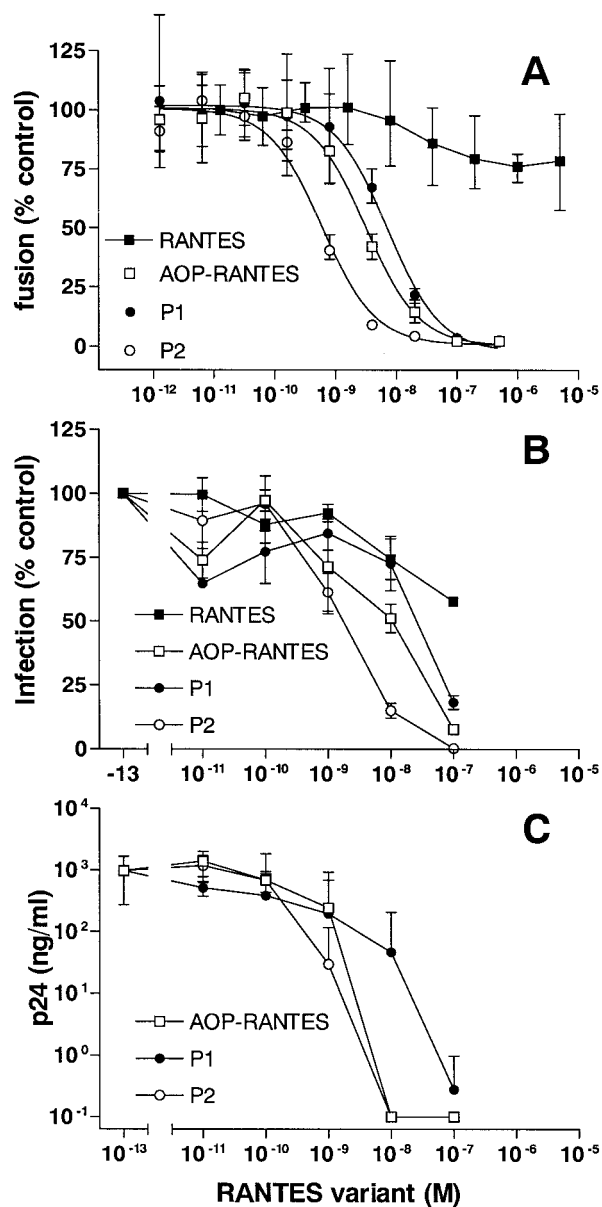 A
fusion (% control)
125
100
75
50
25
0
RANTES
AOP-RANTES
P1
P2
10⁻¹² 10⁻¹¹ 10⁻¹⁰ 10⁻⁹ 10⁻⁸ 10⁻⁷ 10⁻⁶ 10⁻⁵
B
Infection (% control)
125
100
75
50
25
0
RANTES
AOP-RANTES
P1
P2
-13 10⁻¹¹ 10⁻¹⁰ 10⁻⁹ 10⁻⁸ 10⁻⁷ 10⁻⁶ 10⁻⁵
C
p24 (ng/ml)
10⁴
10³
10²
10¹
10⁰
10⁻¹
AOP-RANTES
P1
P2
10⁻¹³ 10⁻¹¹ 10⁻¹⁰ 10⁻⁹ 10⁻⁸ 10⁻⁷ 10⁻⁶ 10⁻⁵
RANTES variant (M)